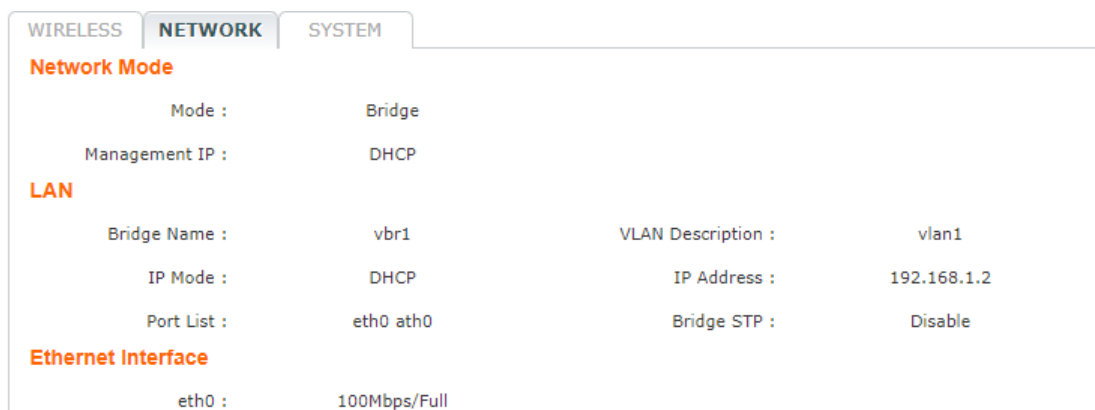 WIRELESS NETWORK SYSTEM
Network Mode
Mode : Bridge
Management IP : DHCP
LAN
Bridge Name : vbr1 VLAN Description : vlan1
IP Mode : DHCP IP Address : 192.168.1.2
Port List : eth0 ath0 Bridge STP : Disable
Ethernet Interface
eth0 : 100Mbps/Full